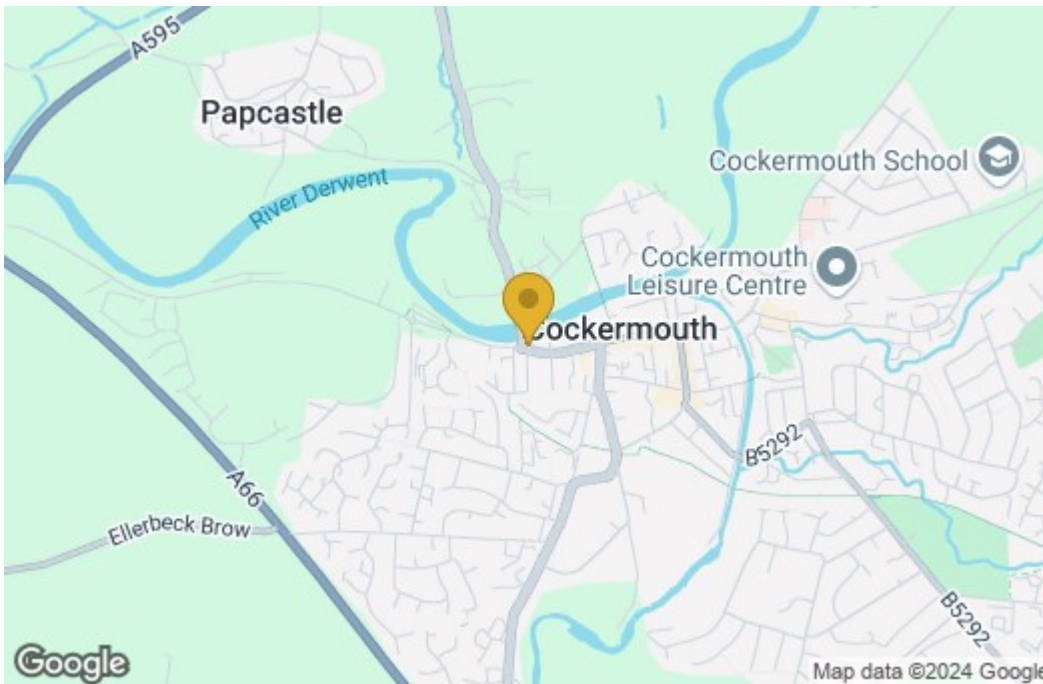 A595
Papcastle
River Derwent
Cockermouth School
Cockermouth
Leisure Centre
Cockermouth
B5292
A66
Ellerbeck Brow
B5292
Google
Map data ©2024 Google